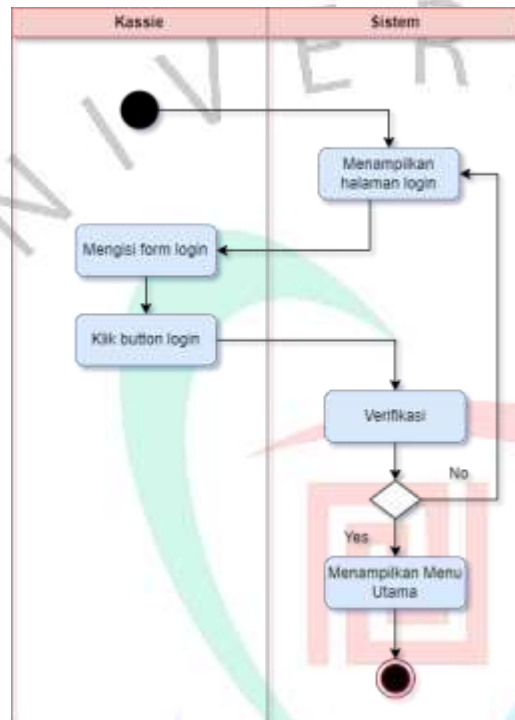 Kassie
Sistem
Menampilkan
halaman login
Mengisi form login
Klik button login
Verifikasi
No
Yes
Menampilkan Menu
Utama
N I V E R